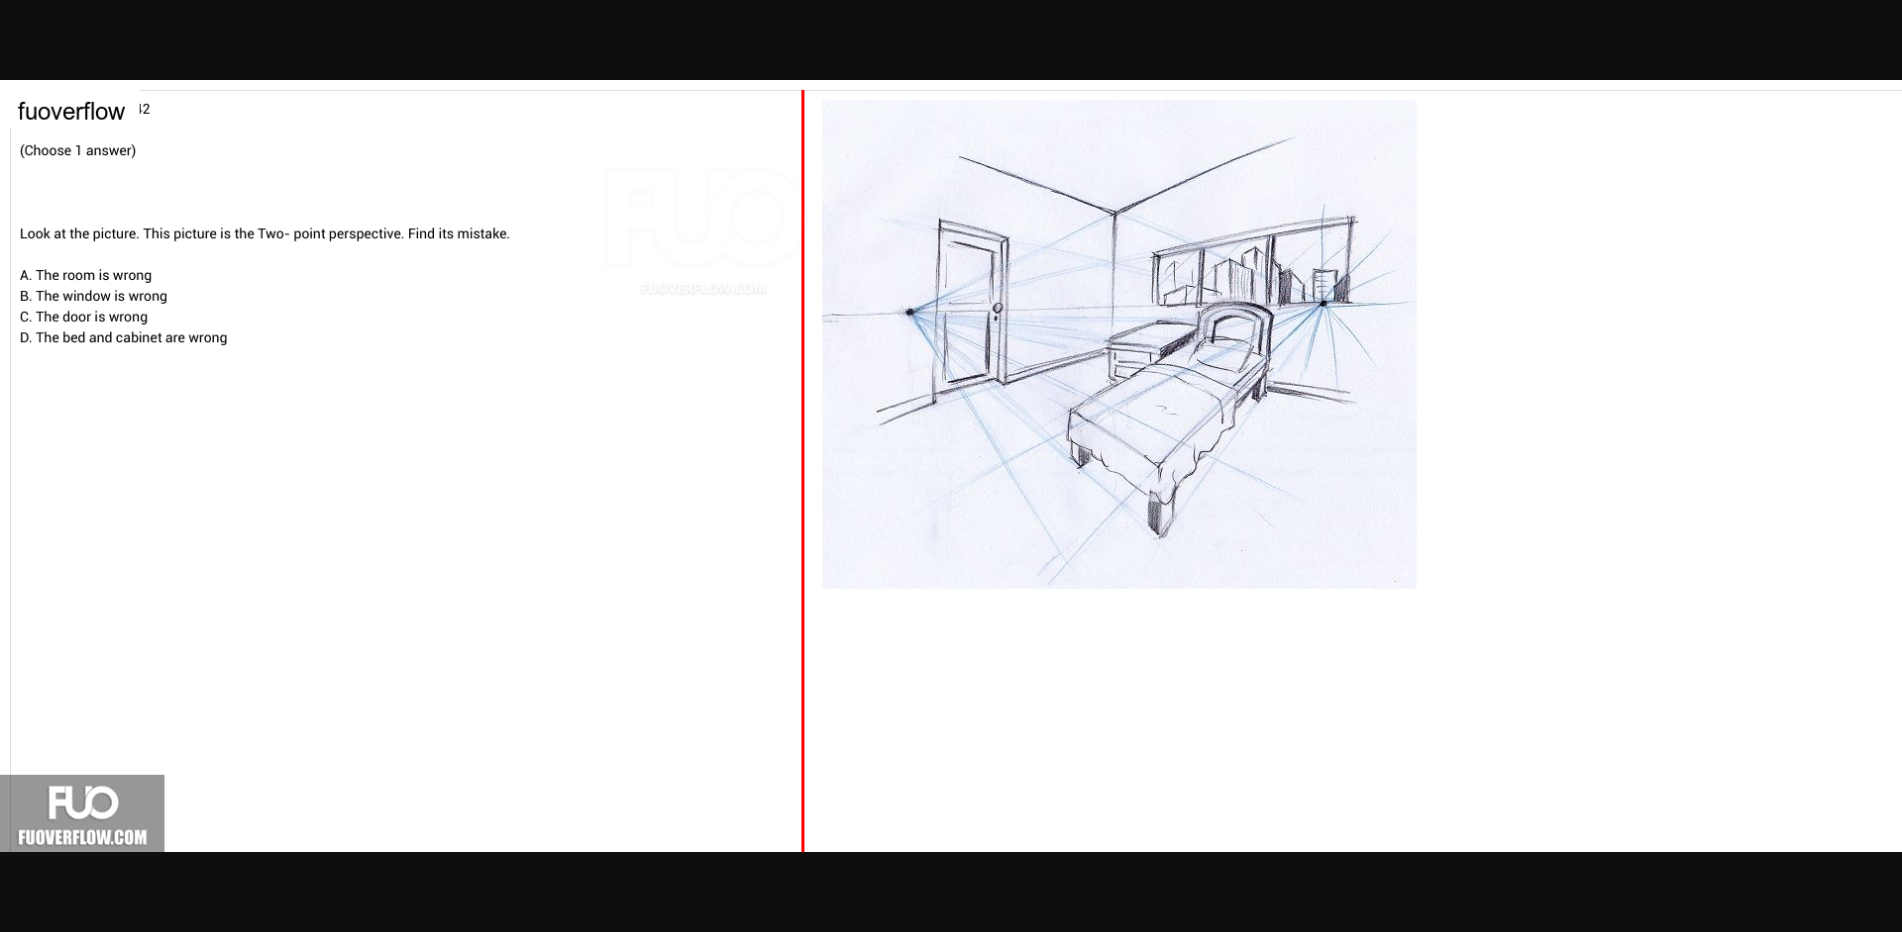 fuoverflow
12
(Choose 1 answer)
Look at the picture. This picture is the Two- point perspective. Find its mistake.
A. The room is wrong
B. The window is wrong
C. The door is wrong
D. The bed and cabinet are wrong
FUO
FUOVERFLOW.COM
FUO
FUOVERFLOW.COM